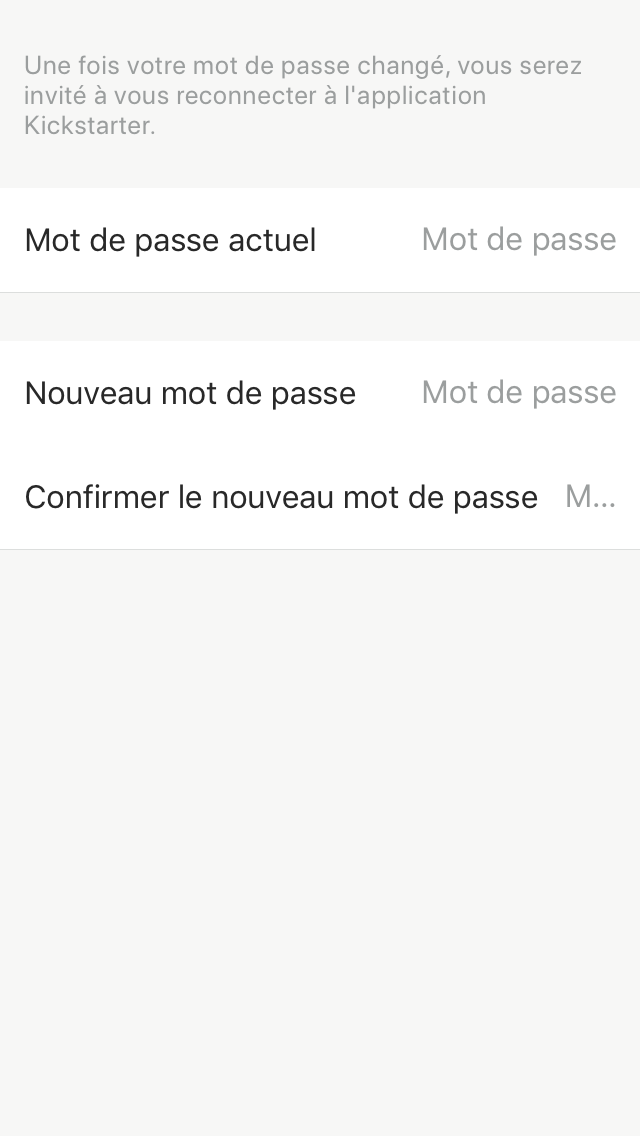 Une fois votre mot de passe changé, vous serez
invité à vous reconnecter à l'application
Kickstarter.
Mot de passe actuel Mot de passe
Nouveau mot de passe Mot de passe
Confirmer le nouveau mot de passe M...